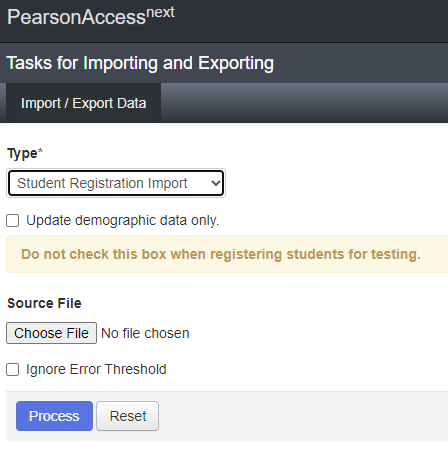 PearsonAccessnext
Tasks for Importing and Exporting
Import / Export Data
Type*
Student Registration Import
Update demographic data only.
Do not check this box when registering students for testing.
Source File
Choose File No file chosen
Ignore Error Threshold
Process Reset